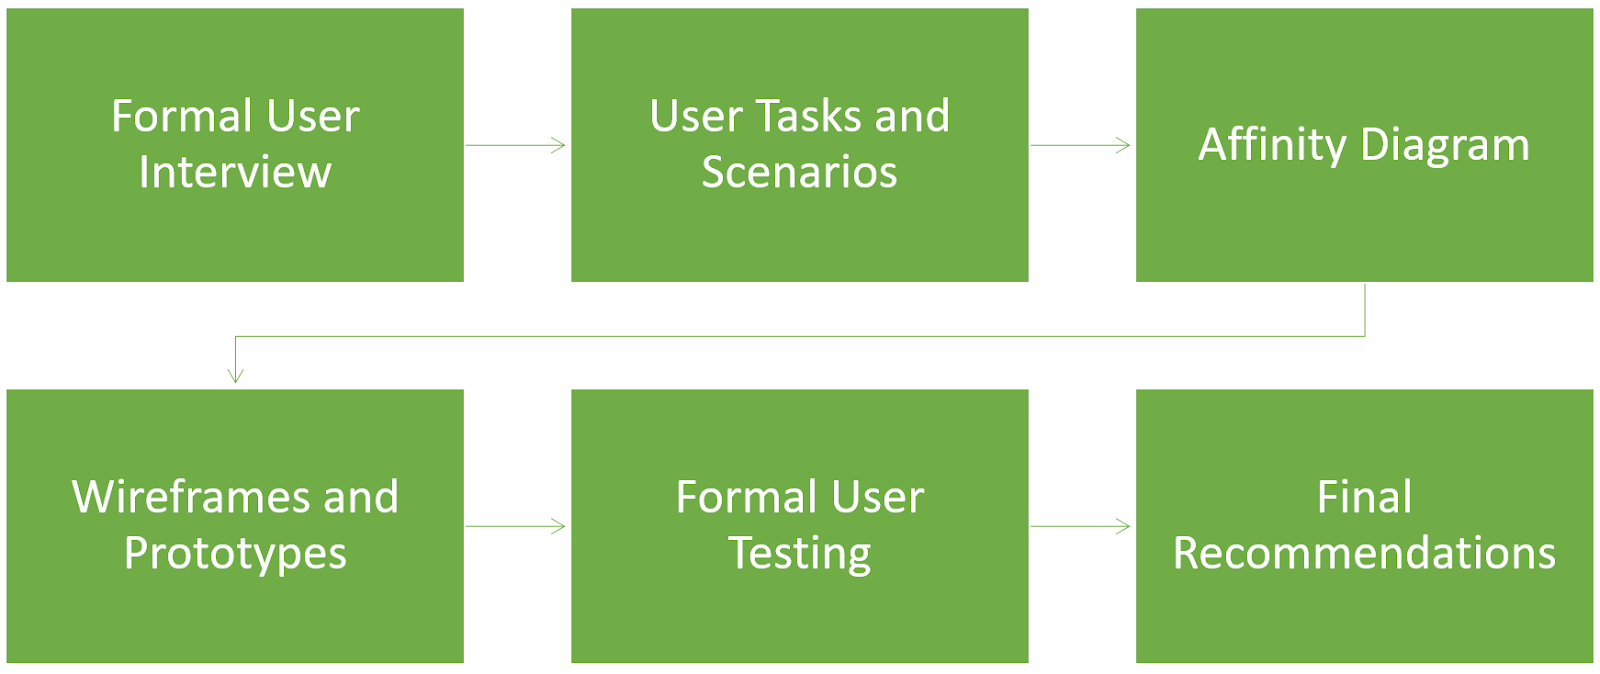 Formal User
Interview
User Tasks and
Scenarios
Affinity Diagram
Wireframes and
Prototypes
Formal User
Testing
Final
Recommendations